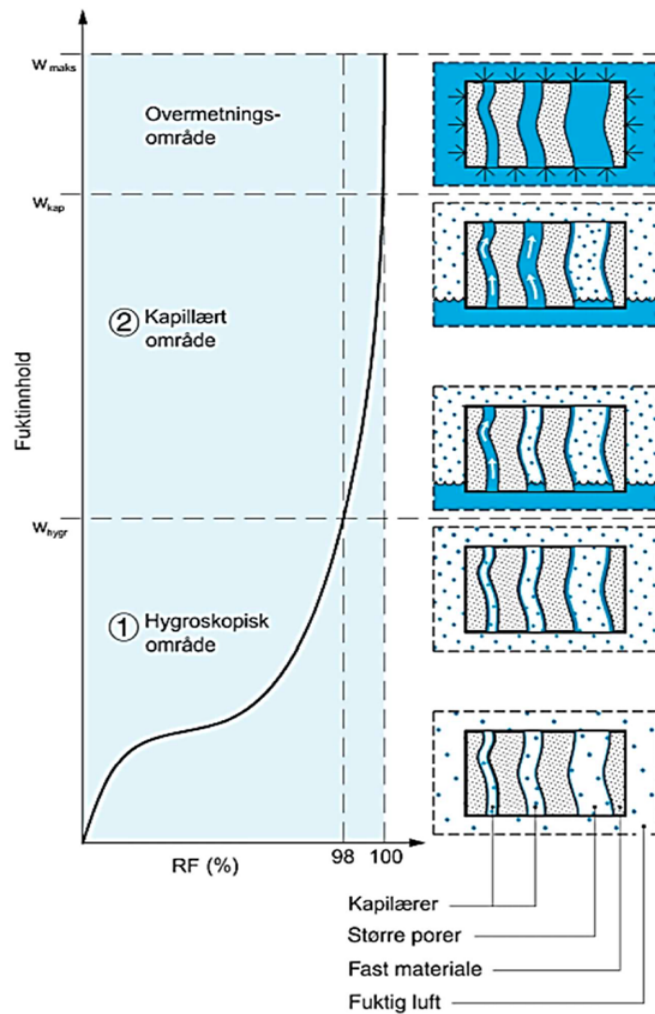 W maks
Overmetnings-
område
W kap
② Kapillært
område
Fuktinnhold
W hygr
① Hygroskopisk
område
98 100
RF (%)
Kapilærer
Større porer
Fast materiale
Fuktig luft